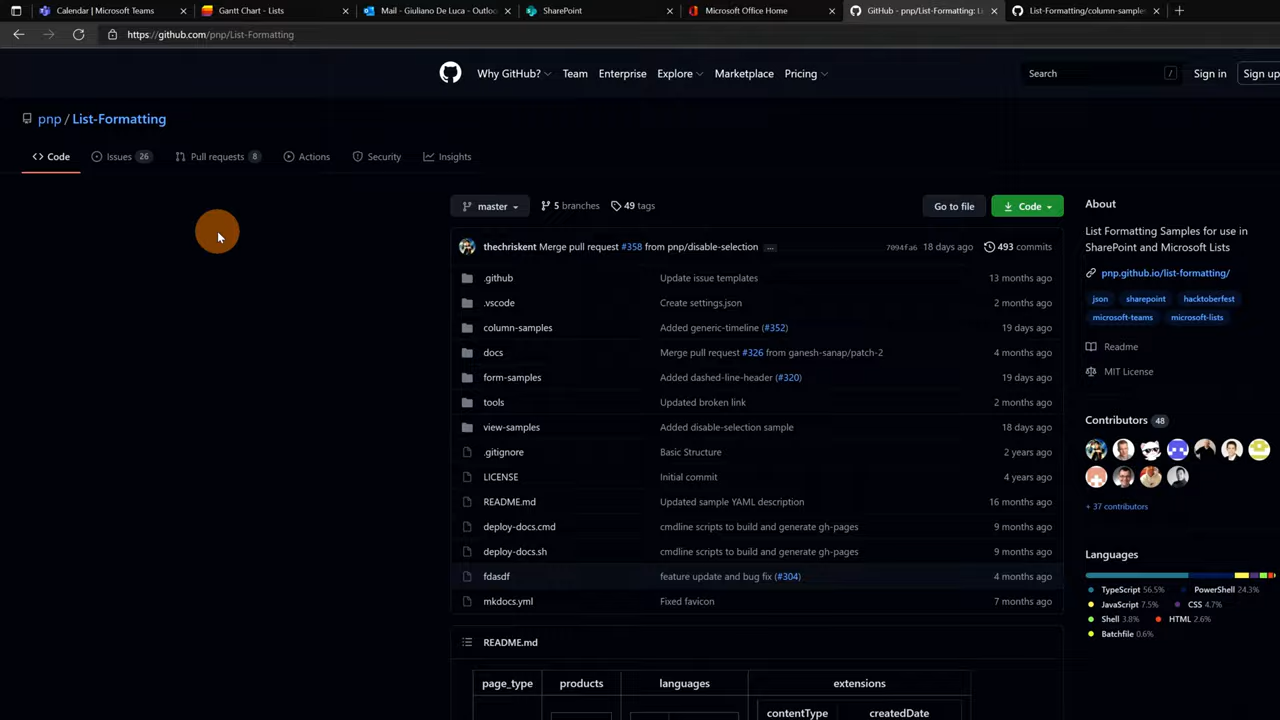 Calendar | Microsoft Teams
Gantt Chart - Lists
Mail - Giuliano De Luca - Outloo
SharePoint
Microsoft Office Home
GitHub - pnp/List-Formatting: Li
List-Formatting/column-sample
https://github.com/pnp/List-Formatting
Why GitHub? Team Enterprise Explore Marketplace Pricing
Search /
Sign in
Sign up
pnp / List-Formatting
Code
Issues 26
Pull requests 8
Actions
Security
Insights
master
5 branches
49 tags
Go to file
Code
thechriskent Merge pull request #358 from pnp/disable-selection ... 7094fa6 18 days ago 493 commits
.github Update issue templates 13 months ago
.vscode Create settings.json 2 months ago
column-samples Added generic-timeline (#352) 19 days ago
docs Merge pull request #326 from ganesh-sanap/patch-2 4 months ago
form-samples Added dashed-line-header (#320) 19 days ago
tools Updated broken link 2 months ago
view-samples Added disable-selection sample 18 days ago
.gitignore Basic Structure 2 years ago
LICENSE Initial commit 4 years ago
README.md Updated sample YAML description 16 months ago
deploy-docs.cmd cmdline scripts to build and generate gh-pages 9 months ago
deploy-docs.sh cmdline scripts to build and generate gh-pages 9 months ago
fdasdf feature update and bug fix (#304) 4 months ago
mkdocs.yml Fixed favicon 7 months ago
README.md
page_type products languages extensions
contentType createdDate
About
List Formatting Samples for use in
SharePoint and Microsoft Lists
pnp.github.io/list-formatting/
json sharepoint hacktoberfest
microsoft-teams microsoft-lists
Readme
MIT License
Contributors 48
+ 37 contributors
Languages
TypeScript 56.5% PowerShell 24.3%
JavaScript 7.5% CSS 4.7%
Shell 3.8% HTML 2.6%
Batchfile 0.6%